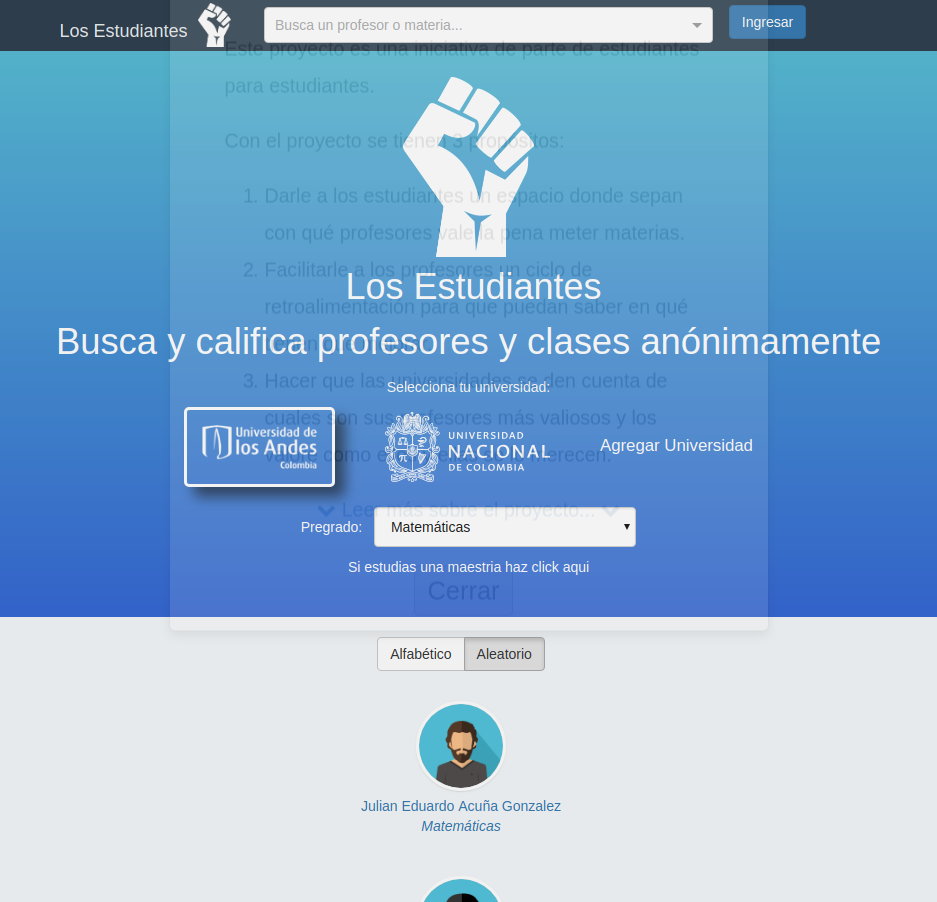 Los Estudiantes
Busca un profesor o materia...
Ingresar
Este proyecto es una iniciativa de parte de estudiantes
para estudiantes.
Con el proyecto se tienen 3 propósitos:
1. Darle a los estudiantes un espacio donde sepan
con qué profesores vale la pena meter materias.
2. Facilitarle a los profesores un ciclo de
Los Estudiantes
retroalimentación para que puedan saber en qué
Busca y califica profesores y clases anónimamente
3. Hacer que las universidades se den cuenta de
Selecciona tu universidad:
cuales son sus profesores más valiosos y los
Universidad de
los Andes
Colombia
UNIVERSIDAD
NACIONAL
DE COLOMBIA
Agregar Universidad
merecen.
Leer más sobre el proyecto...
Pregrado:
Matemáticas
Si estudias una maestria haz click aqui
Cerrar
Alfabético
Aleatorio
Julian Eduardo Acuña Gonzalez
Matemáticas